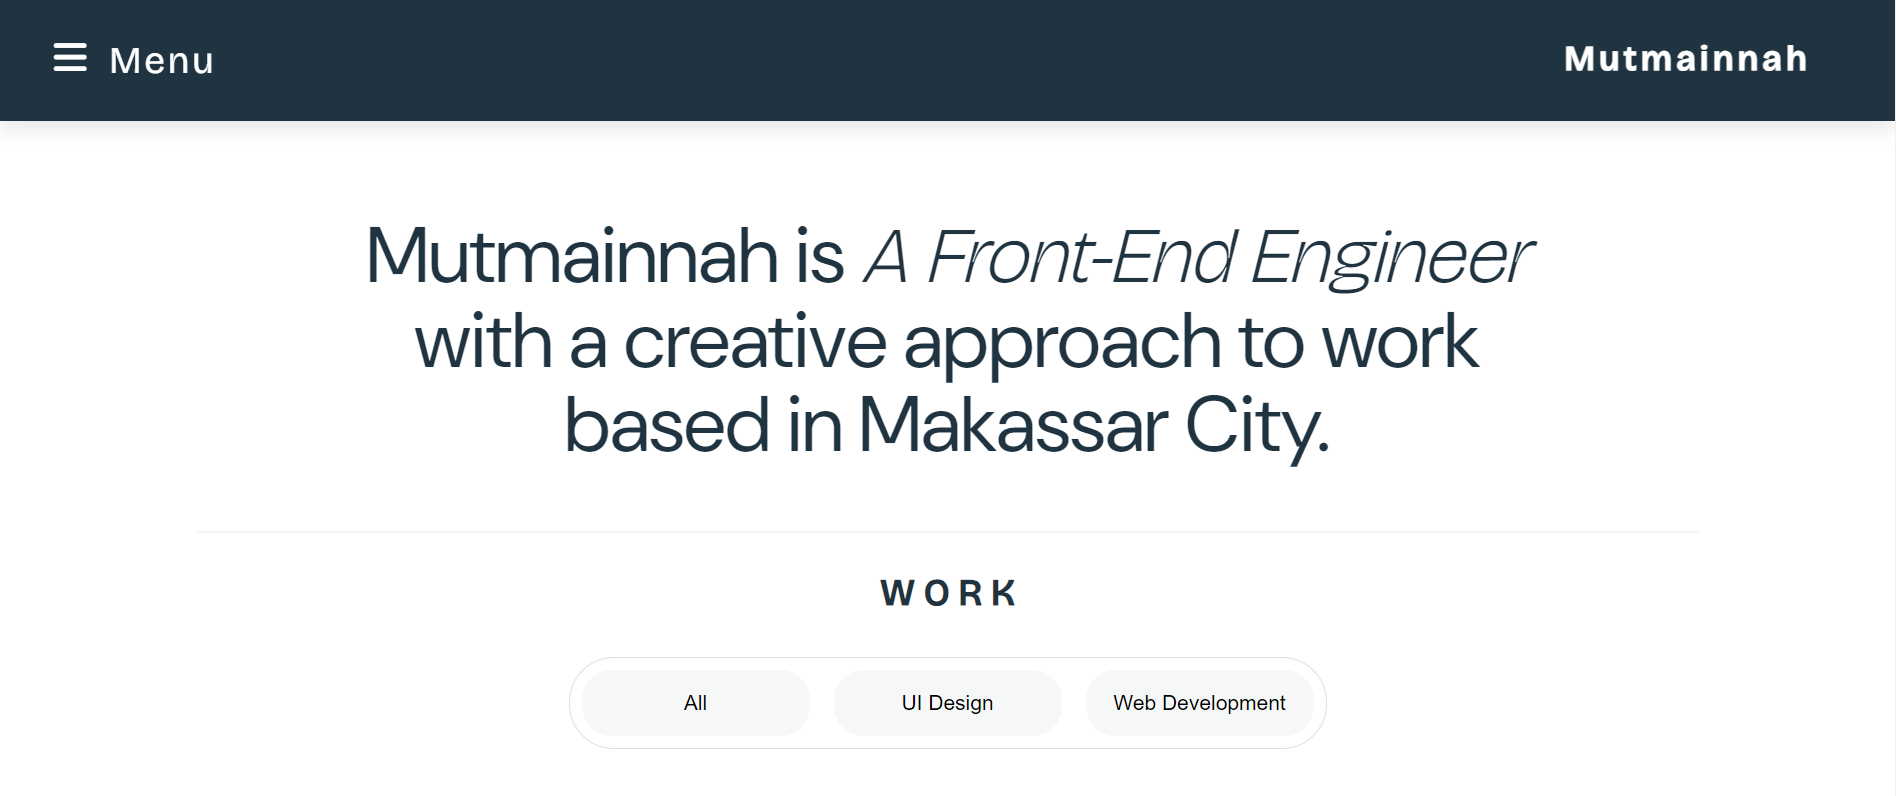 Menu
Mutmainnah
Mutmainnah is A Front-End Engineer
with a creative approach to work
based in Makassar City.
WORK
All
UI Design
Web Development